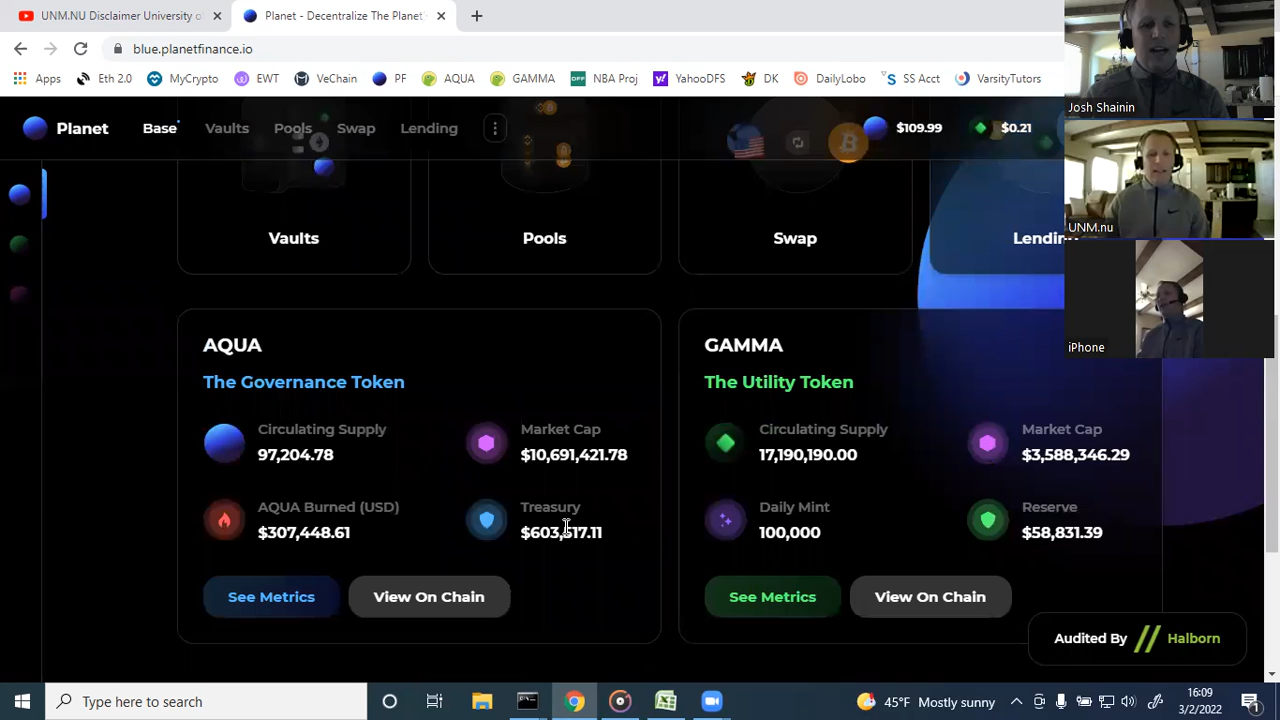 UNM.NU Disclaimer University of
Planet - Decentralize The Planet'
blue.planetfinance.io
Apps
Eth 2.0
MyCrypto
EWT
VeChain
PF
AQUA
GAMMA
NBA Proj
YahooDFS
DK
DailyLobo
SS Acct
VarsityTutors
Josh Shainin
Planet
Base
Vaults
Pools
Swap
Lending
$109.99
$0.21
UNM.nu
Vaults
Pools
Swap
iPhone
AQUA
The Governance Token
Circulating Supply
97,204.78
Market Cap
$10,691,421.78
AQUA Burned (USD)
$307,448.61
Treasury
See Metrics
View On Chain
GAMMA
The Utility Token
Circulating Supply
17,190,190.00
Market Cap
$3,588,346.29
Daily Mint
100,000
Reserve
$58,831.39
See Metrics
View On Chain
Audited By Halborn
Type here to search
45°F Mostly sunny
16:09
3/2/2022
1